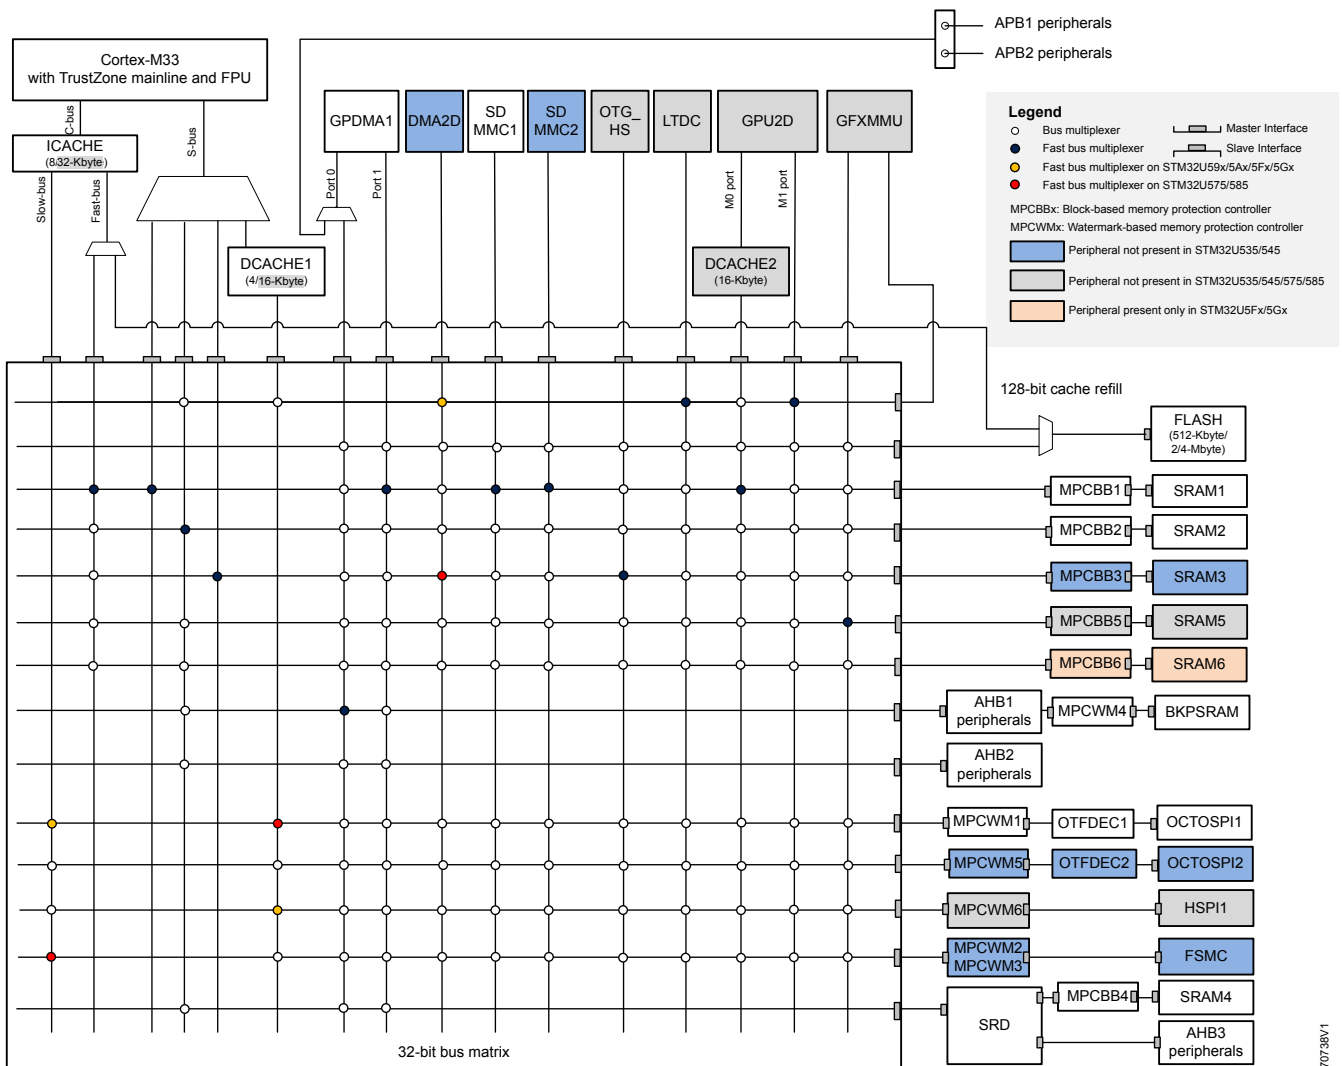 APB1 peripherals
APB2 peripherals
Cortex-M33
with TrustZone mainline and FPU
C-bus
S-bus
ICACHE
(8/32-Kbyte)
Slow-bus
Fast-bus
GPDMA1
DMA2D
SD
MMC1
SD
MMC2
OTG_
HS
LTDC
GPU2D
GFXMMU
Port 0
Port 1
M0 port
M1 port
DCACHE1
(4/16-Kbyte)
DCACHE2
(16-Kbyte)
Legend
Bus multiplexer
Master Interface
Fast bus multiplexer
Slave Interface
Fast bus multiplexer on STM32U59x/5Ax/5Fx/5Gx
Fast bus multiplexer on STM32U575/585
MPCBBx: Block-based memory protection controller
MPCWMx: Watermark-based memory protection controller
Peripheral not present in STM32U535/545
Peripheral not present in STM32U535/545/575/585
Peripheral present only in STM32U5Fx/5Gx
128-bit cache refill
FLASH
(512-Kbyte/
2/4-Mbyte)
MPCBB1
SRAM1
MPCBB2
SRAM2
MPCBB3
SRAM3
MPCBB5
SRAM5
MPCBB6
SRAM6
AHB1
peripherals
MPCWM4
BKPSRAM
AHB2
peripherals
MPCWM1
OTFDEC1
OCTOSPI1
MPCWM5
OTFDEC2
OCTOSPI2
MPCWM6
HSPI1
MPCWM2
MPCWM3
FSMC
SRD
MPCBB4
SRAM4
AHB3
peripherals
32-bit bus matrix
70738V1